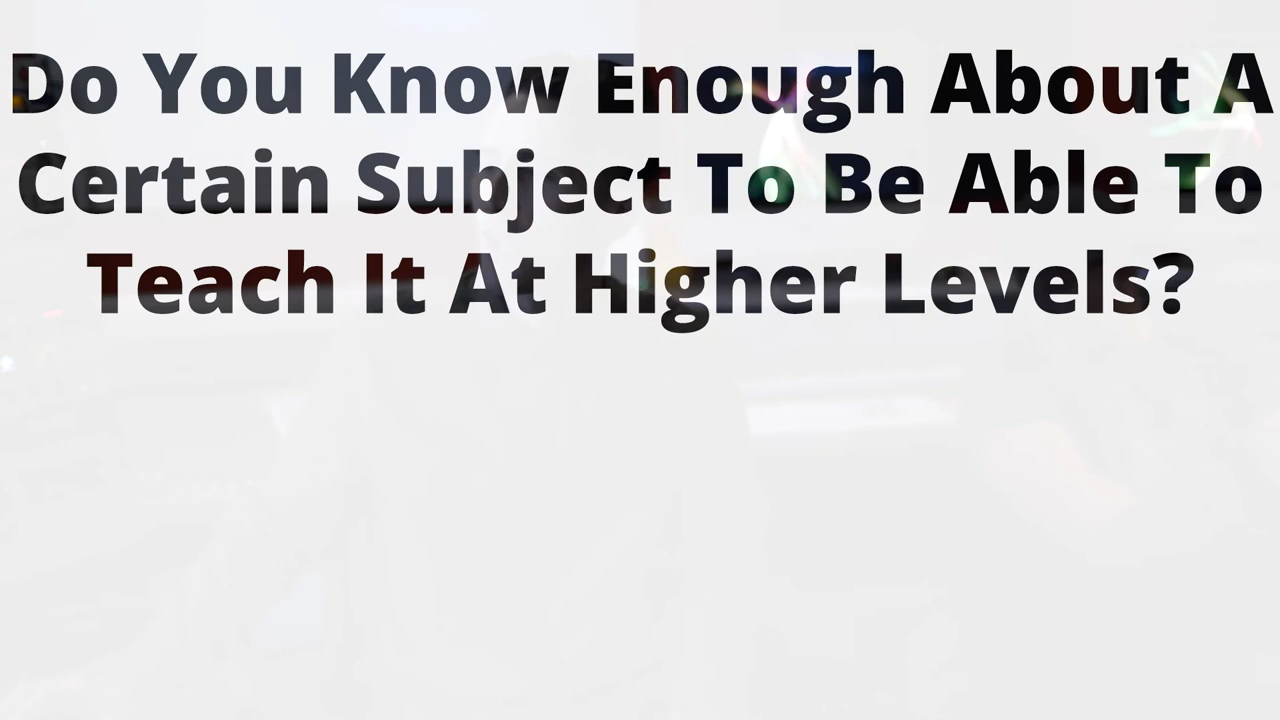 Do You Know Enough About A
Certain Subject To Be Able To
Teach It At Higher Levels?